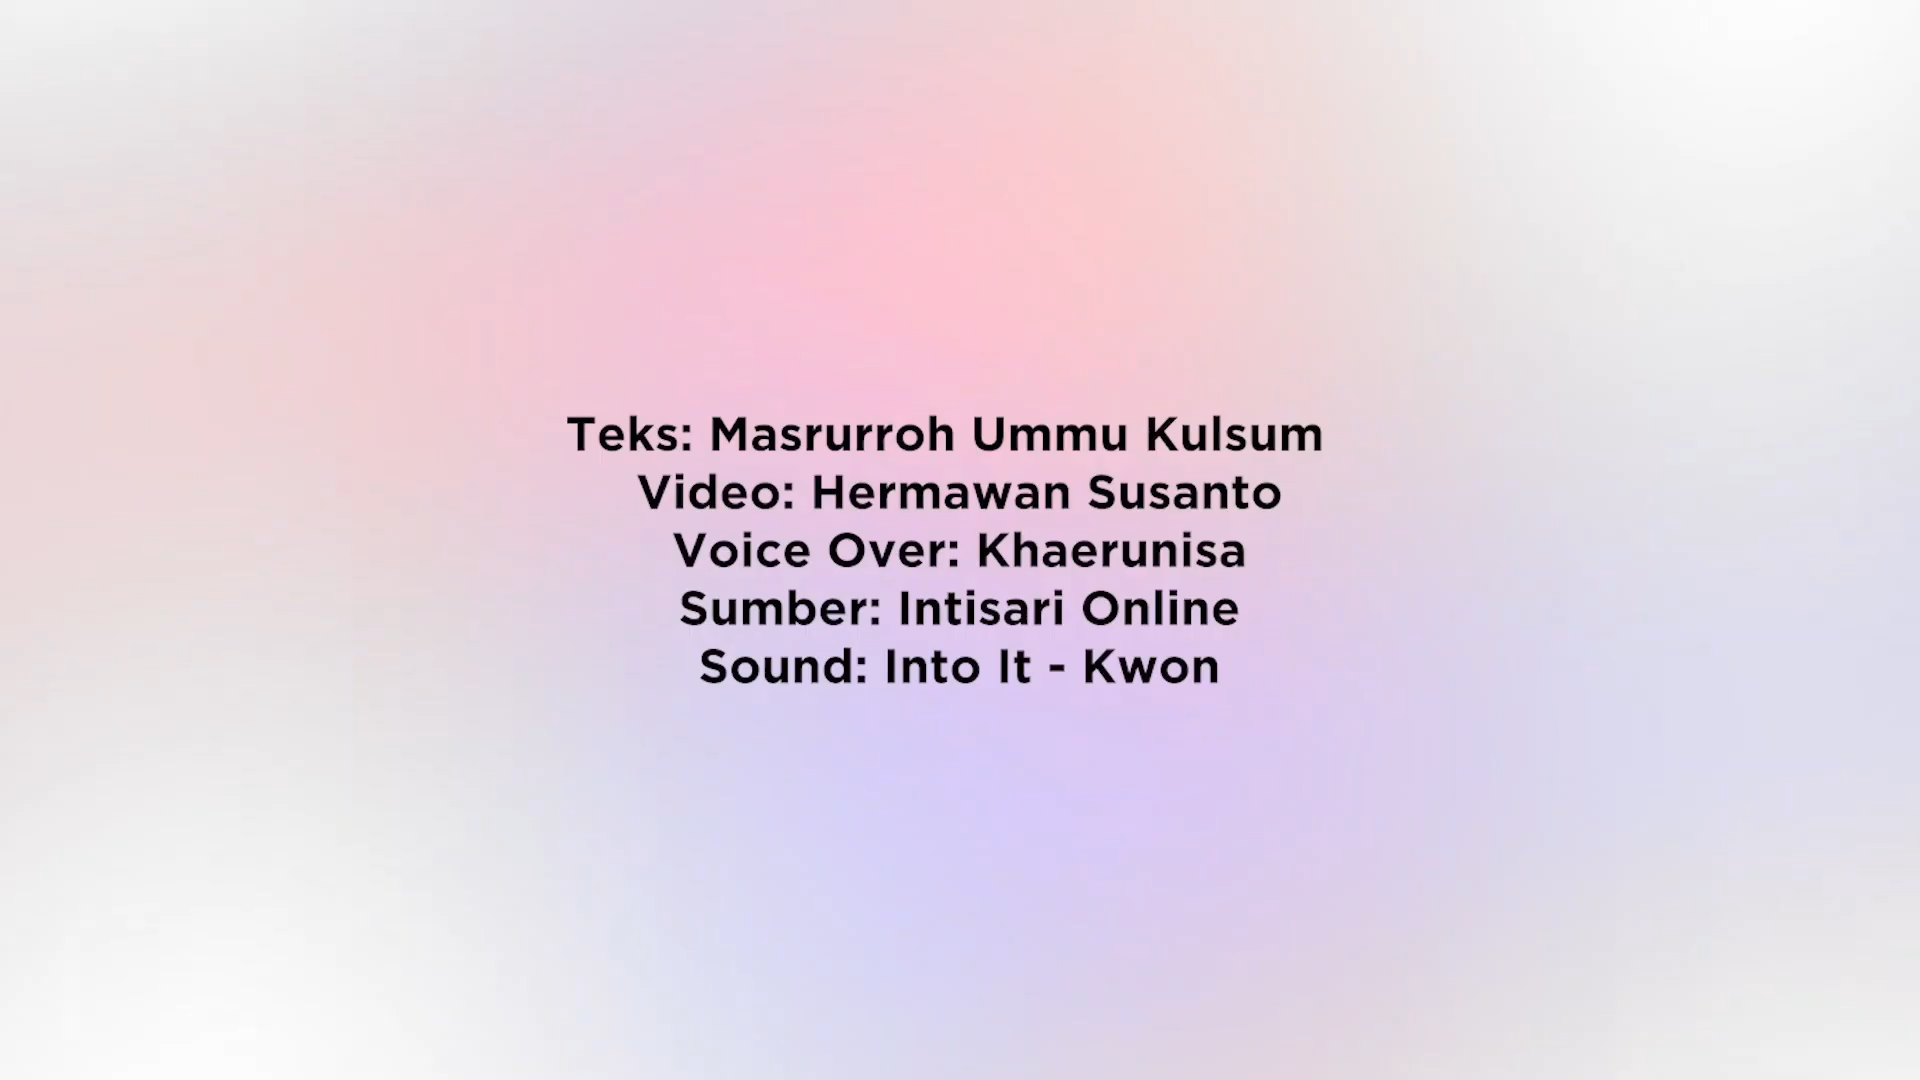 Teks: Masrurroh Ummu Kulsum
Video: Hermawan Susanto
Voice Over: Khaerunisa
Sumber: Intisari Online
Sound: Into It - Kwon